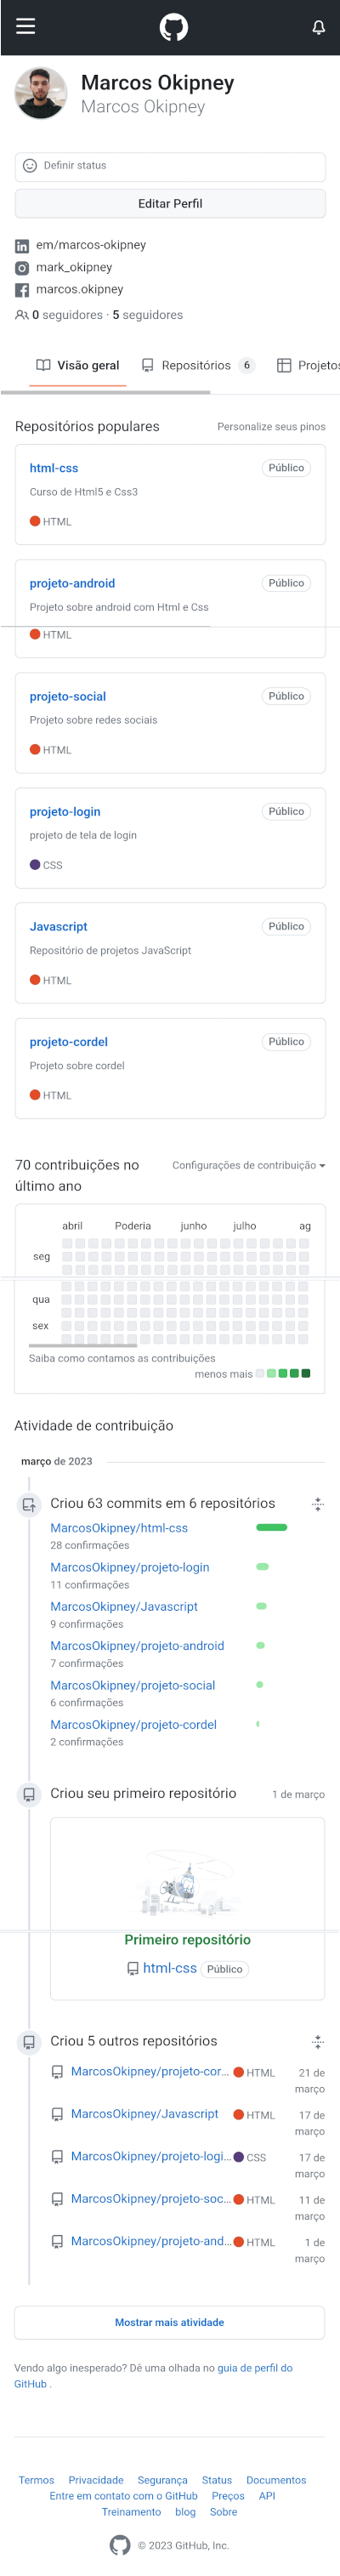 Marcos Okipney
Marcos Okipney
Definir status
Editar Perfil
em/marcos-okipney
mark_okipney
marcos.okipney
0 seguidores · 5 seguidores
Visão geral Repositórios 6 Projetos
Repositórios populares Personalize seus pinos
html-css Público
Curso de Html5 e Css3
HTML
projeto-android Público
Projeto sobre android com Html e Css
HTML
projeto-social Público
Projeto sobre redes sociais
HTML
projeto-login Público
projeto de tela de login
CSS
Javascript Público
Repositório de projetos JavaScript
HTML
projeto-cordel Público
Projeto sobre cordel
HTML
70 contribuições no Configurações de contribuição
último ano
abril Poderia junho julho ag
seg
qua
sex
Saiba como contamos as contribuições
menos mais
Atividade de contribuição
março de 2023
Criou 63 commits em 6 repositórios
MarcosOkipney/html-css
28 confirmações
MarcosOkipney/projeto-login
11 confirmações
MarcosOkipney/Javascript
9 confirmações
MarcosOkipney/projeto-android
7 confirmações
MarcosOkipney/projeto-social
6 confirmações
MarcosOkipney/projeto-cordel
2 confirmações
Criou seu primeiro repositório 1 de março
Primeiro repositório
html-css Público
Criou 5 outros repositórios
MarcosOkipney/projeto-cor... HTML 21 de
março
MarcosOkipney/Javascript HTML 17 de
março
MarcosOkipney/projeto-logi... CSS 17 de
março
MarcosOkipney/projeto-soc... HTML 11 de
março
MarcosOkipney/projeto-and... HTML 1 de
março
Mostrar mais atividade
Vendo algo inesperado? Dê uma olhada no guia de perfil do
GitHub .
Termos Privacidade Segurança Status Documentos
Entre em contato com o GitHub Preços API
Treinamento blog Sobre
© 2023 GitHub, Inc.